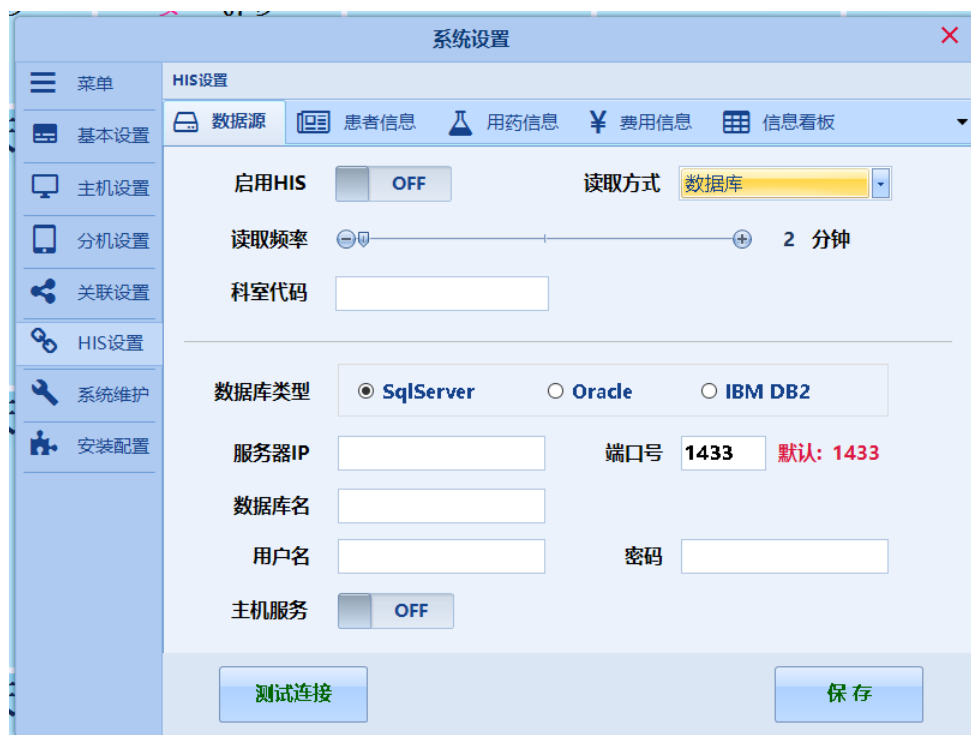 系统设置
菜单
基本设置
主机设置
分机设置
关联设置
HIS设置
系统维护
安装配置
HIS设置
数据源 患者信息 用药信息 费用信息 信息看板
启用HIS OFF 读取方式 数据库
读取频率 2 分钟
科室代码
数据库类型 SqlServer Oracle IBM DB2
服务器IP 端口号 1433 默认: 1433
数据库名
用户名 密码
主机服务 OFF
测试连接 保存